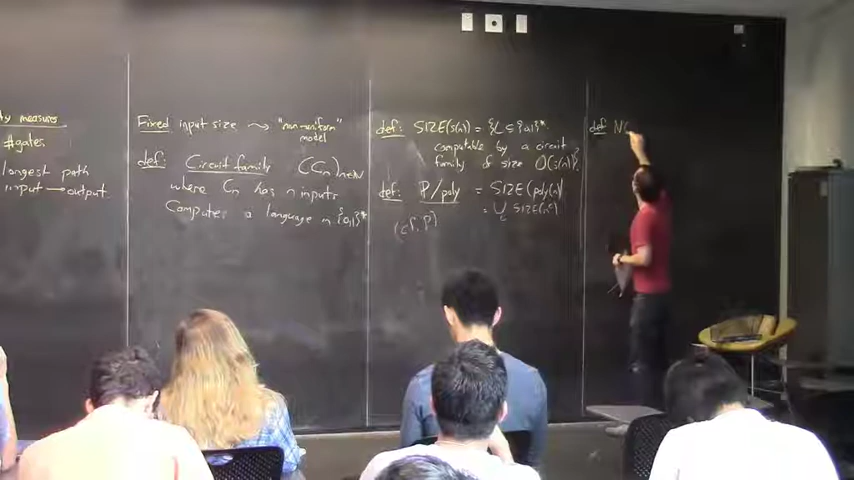 measures
#gates
longest path
input → output
Fixed input size ⇝ "non-uniform" model
def: Circuit family (Cn)n∈N
where Cn has n inputs
Computes a language in {0,1}*
def: SIZE(s(n)) = {L ⊆ {0,1}*
computable by a circuit
family of size O(s(n))}
def: P/poly = SIZE(poly(n))
= ∪c SIZE(n^c)
def NC